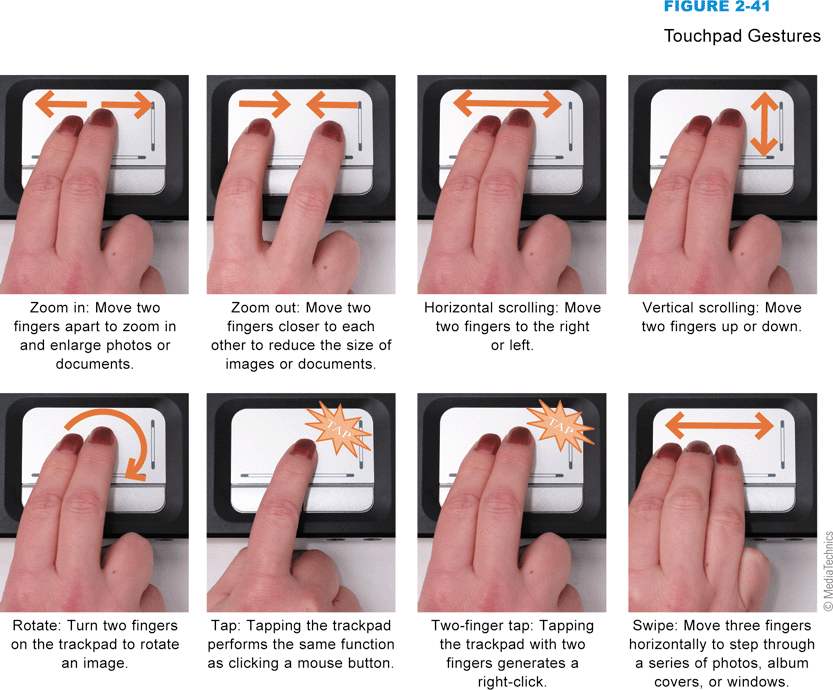 FIGURE 2-41
Touchpad Gestures
Zoom in: Move two
fingers apart to zoom in
and enlarge photos or
documents.
Zoom out: Move two
fingers closer to each
other to reduce the size of
images or documents.
Horizontal scrolling: Move
two fingers to the right
or left.
Vertical scrolling: Move
two fingers up or down.
TAP
TAP
Rotate: Turn two fingers
on the trackpad to rotate
an image.
Tap: Tapping the trackpad
performs the same function
as clicking a mouse button.
Two-finger tap: Tapping
the trackpad with two
fingers generates a
right-click.
Swipe: Move three fingers
horizontally to step through
a series of photos, album
covers, or windows.
© MediaTechnics